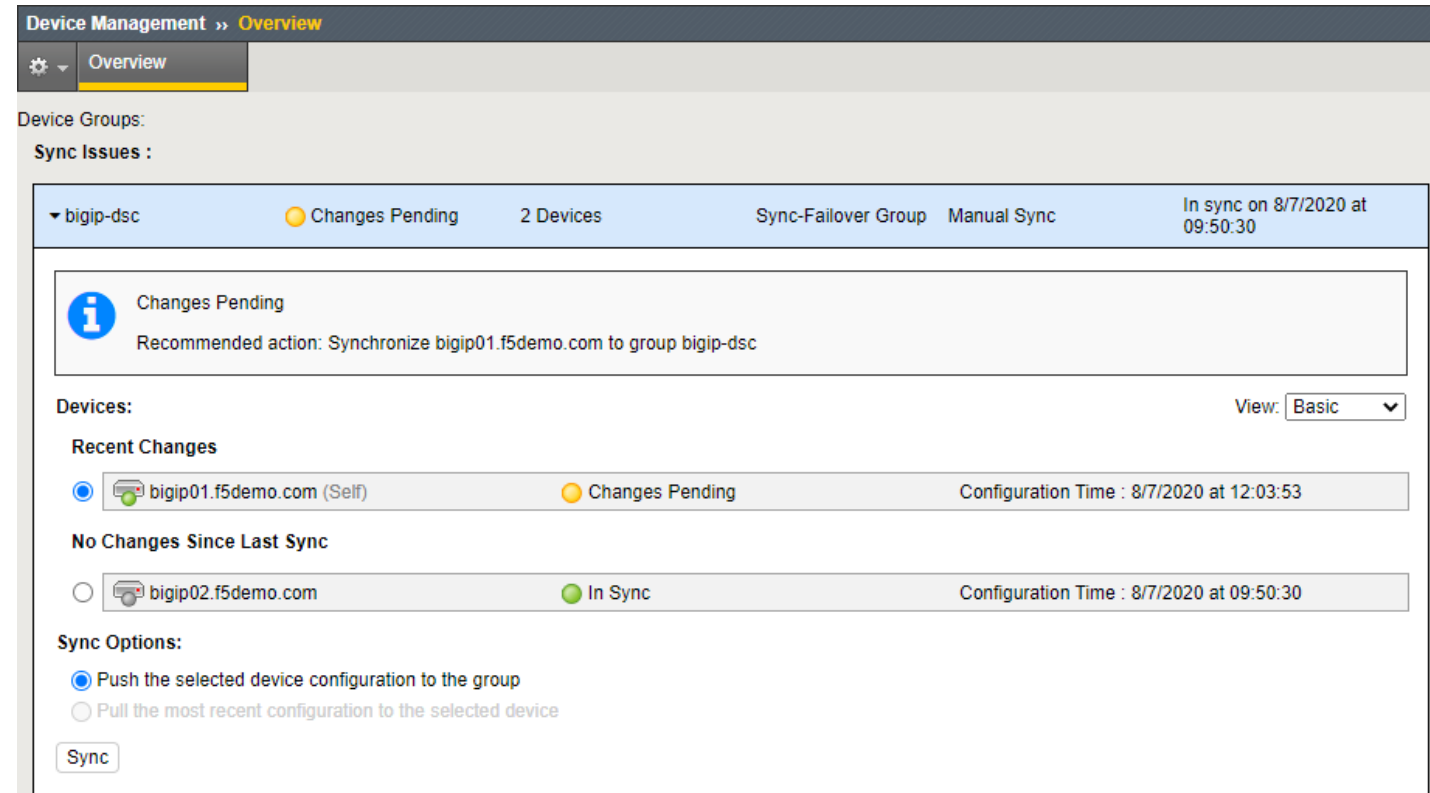 Device Management ›› Overview
Overview
Device Groups:
Sync Issues :
bigip-dsc Changes Pending 2 Devices Sync-Failover Group Manual Sync In sync on 8/7/2020 at
09:50:30
Changes Pending
Recommended action: Synchronize bigip01.f5demo.com to group bigip-dsc
Devices: View: Basic
Recent Changes
bigip01.f5demo.com (Self) Changes Pending Configuration Time : 8/7/2020 at 12:03:53
No Changes Since Last Sync
bigip02.f5demo.com In Sync Configuration Time : 8/7/2020 at 09:50:30
Sync Options:
Push the selected device configuration to the group
Pull the most recent configuration to the selected device
Sync